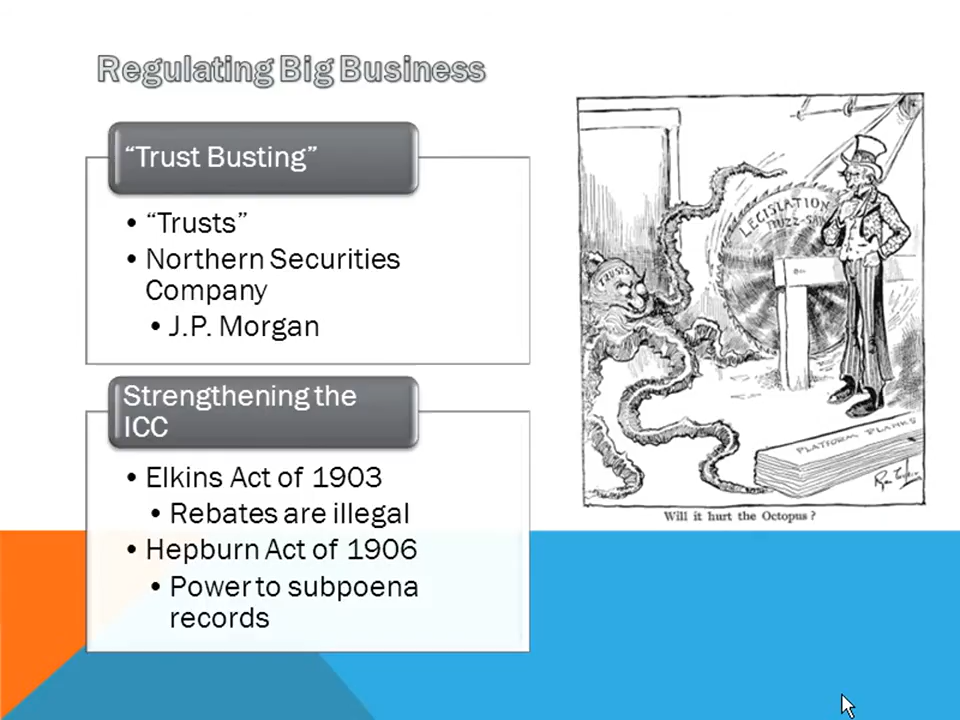 Regulating Big Business
“Trust Busting”
• “Trusts”
• Northern Securities
Company
• J.P. Morgan
Strengthening the
ICC
• Elkins Act of 1903
• Rebates are illegal
• Hepburn Act of 1906
• Power to subpoena
records
LEGISLATION
BUZZ-SAW
TRUSTS
PLATFORM PLANKS
Will it hurt the Octopus?